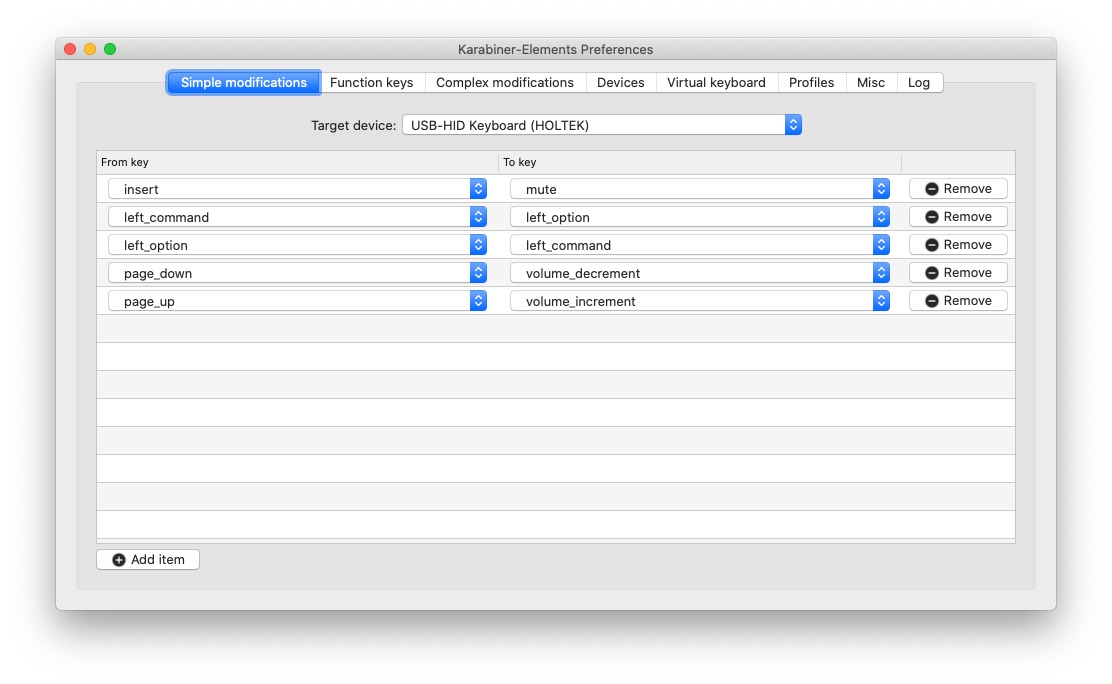 Karabiner-Elements Preferences
Simple modifications Function keys Complex modifications Devices Virtual keyboard Profiles Misc Log
Target device: USB-HID Keyboard (HOLTEK)
From key To key
insert mute Remove
left_command left_option Remove
left_option left_command Remove
page_down volume_decrement Remove
page_up volume_increment Remove
Add item